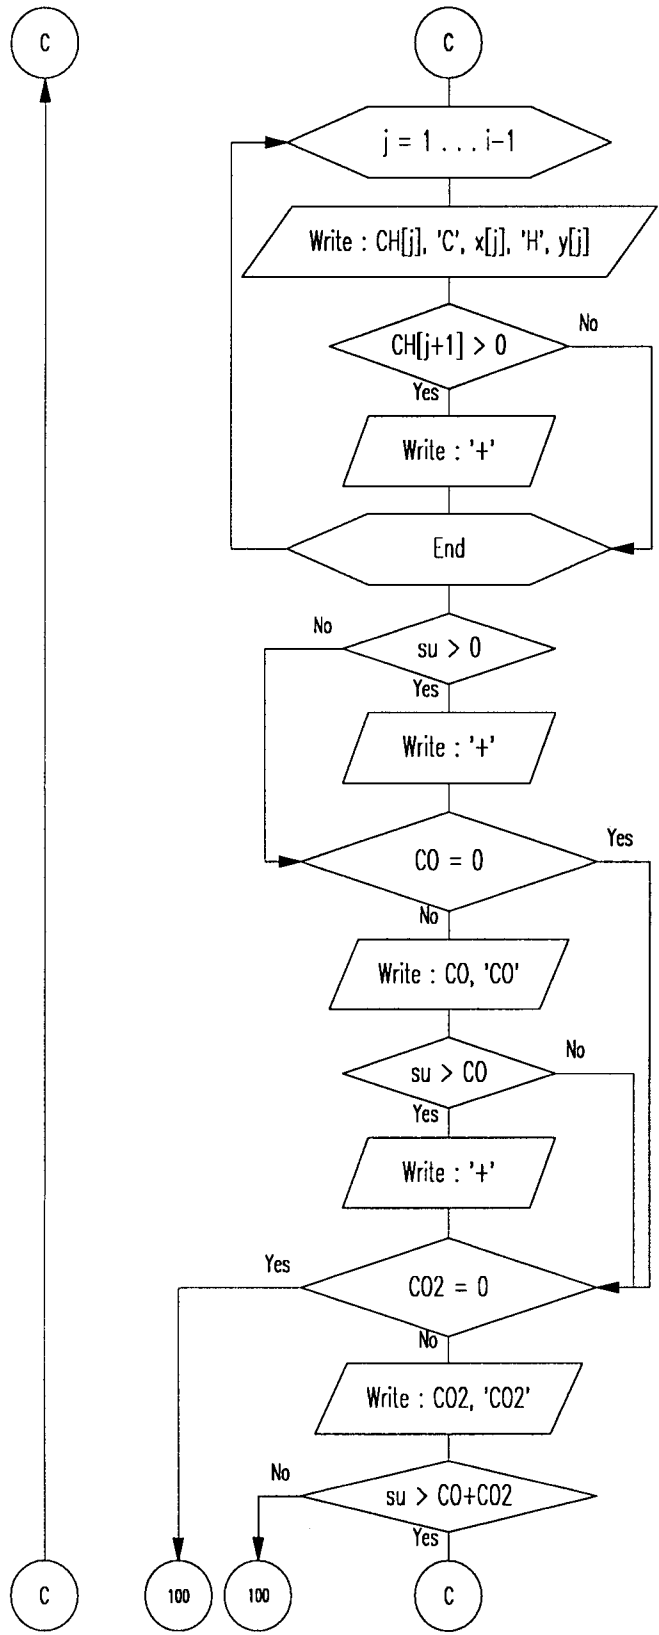 C
C
j = 1 . . . i-1
Write : CH[j], 'C', x[j], 'H', y[j]
No
CH[j+1] > 0
Yes
Write : '+'
End
No
su > 0
Yes
Write : '+'
Yes
CO = 0
No
Write : CO, 'CO'
No
su > CO
Yes
Write : '+'
Yes
CO2 = 0
No
Write : CO2, 'CO2'
No
su > CO+CO2
Yes
C
100
100
C